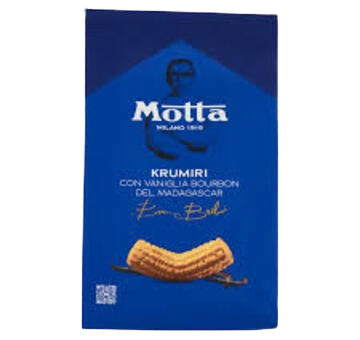 Motta
MILANO 1919
KRUMIRI
CON VANIGLIA BOURBON
DEL MADAGASCAR